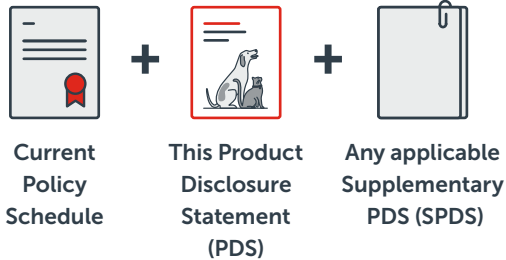 +
+
Current
Policy
Schedule
This Product
Disclosure
Statement
(PDS)
Any applicable
Supplementary
PDS (SPDS)